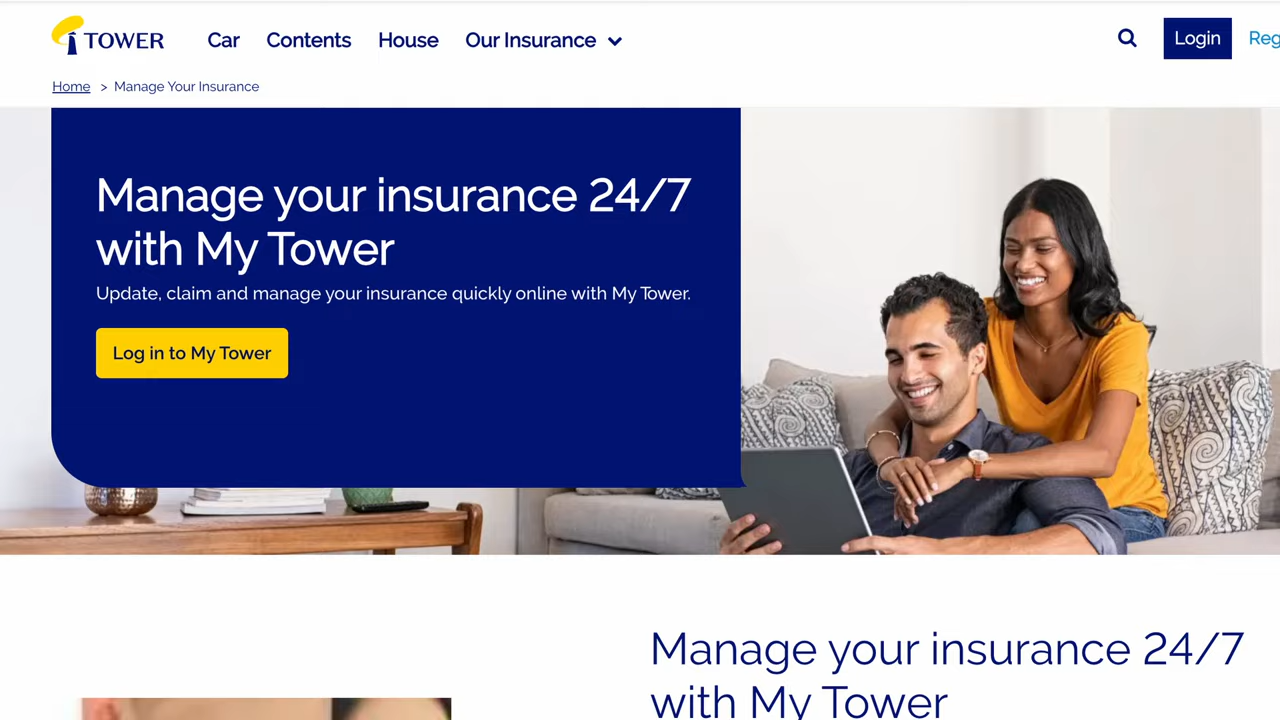 TOWER Car Contents House Our Insurance Login Reg
Home > Manage Your Insurance
Manage your insurance 24/7
with My Tower
Update, claim and manage your insurance quickly online with My Tower.
Log in to My Tower
Manage your insurance 24/7
with My Tower